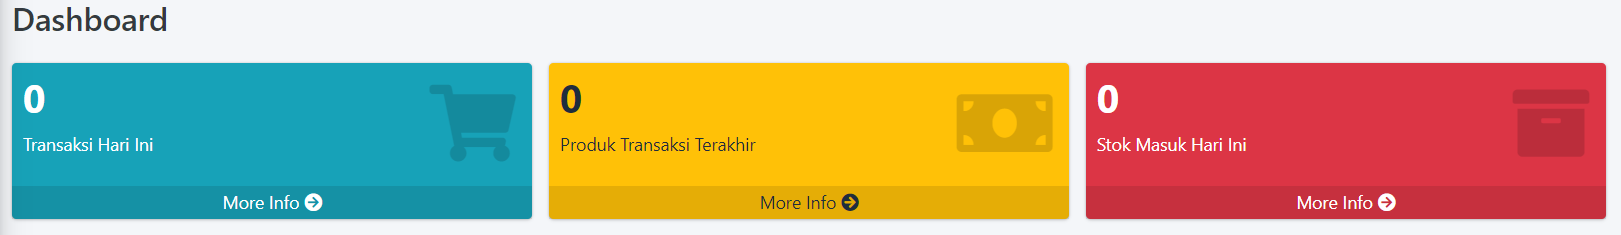 Dashboard
0
Transaksi Hari Ini
More Info
0
Produk Transaksi Terakhir
More Info
0
Stok Masuk Hari Ini
More Info